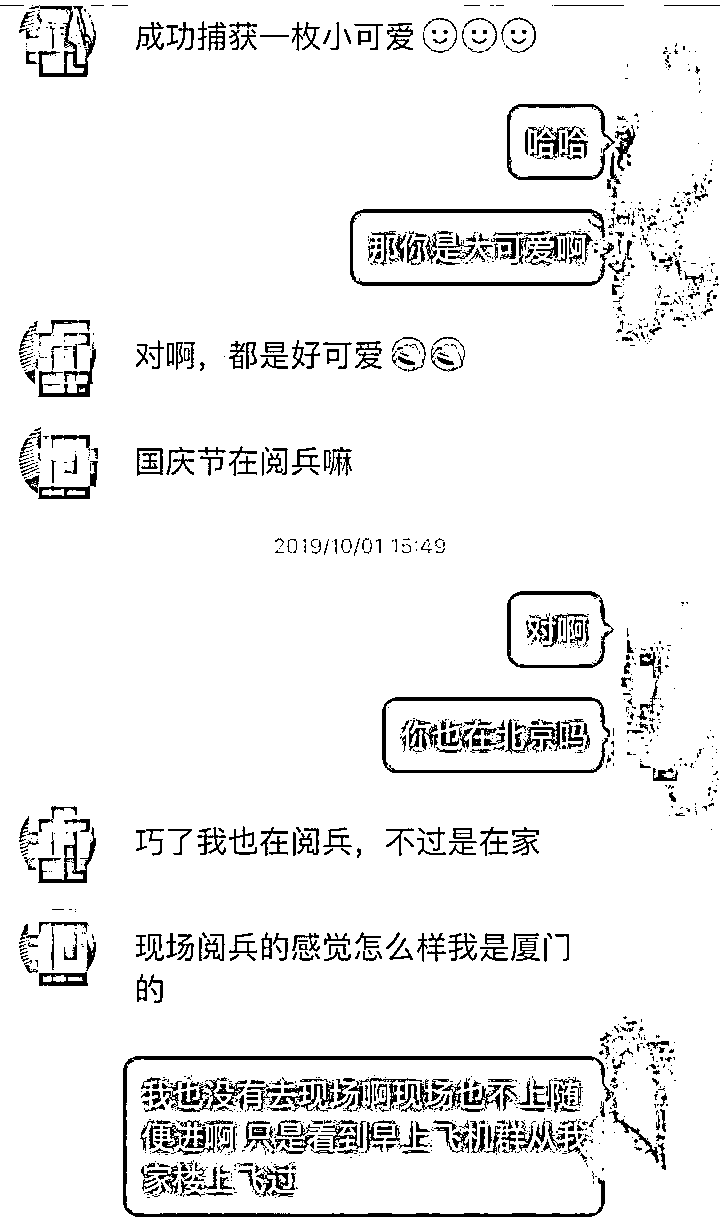 成功捕获一枚小可爱
哈哈
那你是大可爱啊
对啊，都是好可爱
国庆节在阅兵嘛
2019/10/01 15:49
对啊
你也在北京吗
巧了我也在阅兵，不过是在家
现场阅兵的感觉怎么样我是厦门
的
我也没有去现场啊现场也不上随
便进啊 只是看到早上飞机群从我
家楼上飞过